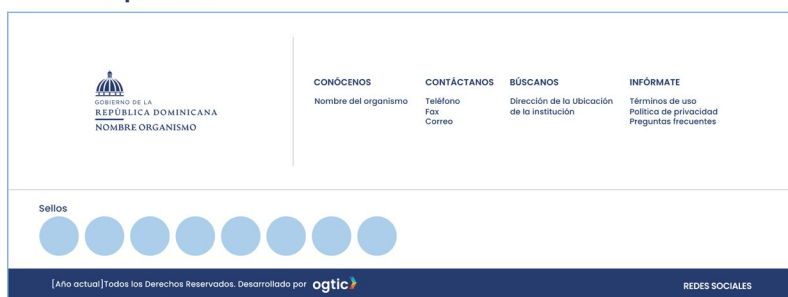 GOBIERNO DE LA
REPÚBLICA DOMINICANA
NOMBRE ORGANISMO
CONÓCENOS
Nombre del organismo
CONTÁCTANOS
Teléfono
Fax
Correo
BÚSCANOS
Dirección de la Ubicación
de la institución
INFÓRMATE
Términos de uso
Política de privacidad
Preguntas frecuentes
Sellos
[Año actual]Todos los Derechos Reservados. Desarrollado por ogtic
REDES SOCIALES